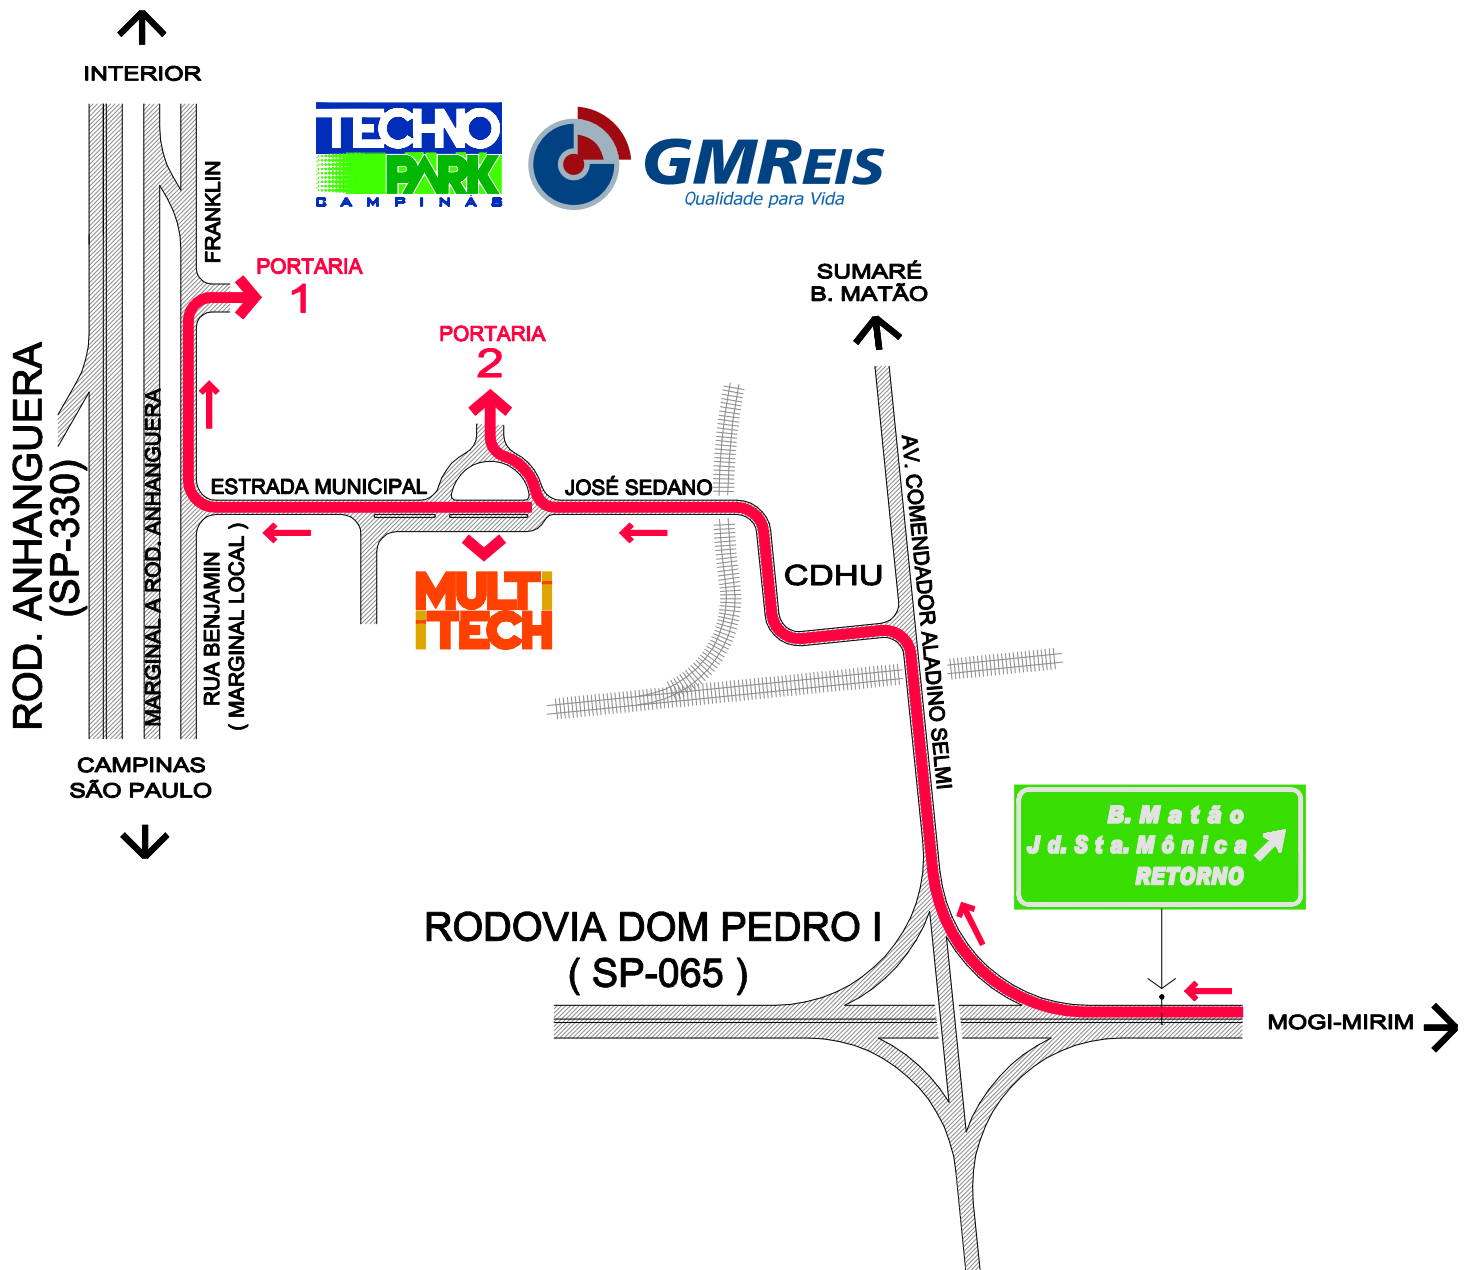 INTERIOR
TECHNO
PARK
CAMPINAS
GMREIS
Qualidade para Vida
FRANKLIN
PORTARIA
1
SUMARÉ
B. MATÃO
PORTARIA
2
ROD. ANHANGUERA
(SP-330)
MARGINAL A ROD. ANHANGUERA
ESTRADA MUNICIPAL
JOSÉ SEDANO
AV. COMENDADOR ALADINO SELMI
RUA BENJAMIN
( MARGINAL LOCAL )
MULTI
TECH
CDHU
CAMPINAS
SÃO PAULO
B. Matão
Jd. Sta. Mônica
RETORNO
RODOVIA DOM PEDRO I
( SP-065 )
MOGI-MIRIM